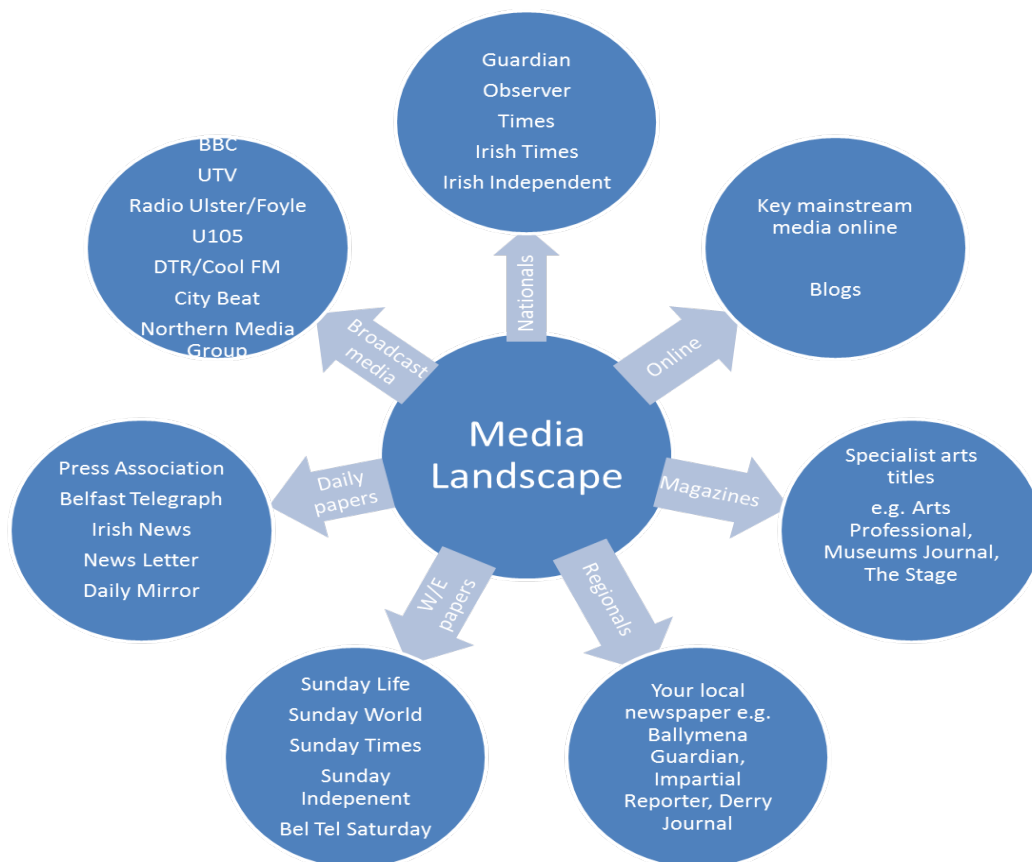 Guardian
Observer
Times
Irish Times
Irish Independent
Nationals
Key mainstream
media online
Blogs
Online
Specialist arts
titles
e.g. Arts
Professional,
Museums Journal,
The Stage
Magazines
Your local
newspaper e.g.
Ballymena
Guardian,
Impartial
Reporter, Derry
Journal
Regionals
Sunday Life
Sunday World
Sunday Times
Sunday
Indepenent
Bel Tel Saturday
W/E
papers
Press Association
Belfast Telegraph
Irish News
News Letter
Daily Mirror
Daily
papers
BBC
UTV
Radio Ulster/Foyle
U105
DTR/Cool FM
City Beat
Northern Media
Group
Broadcast
media
Media
Landscape